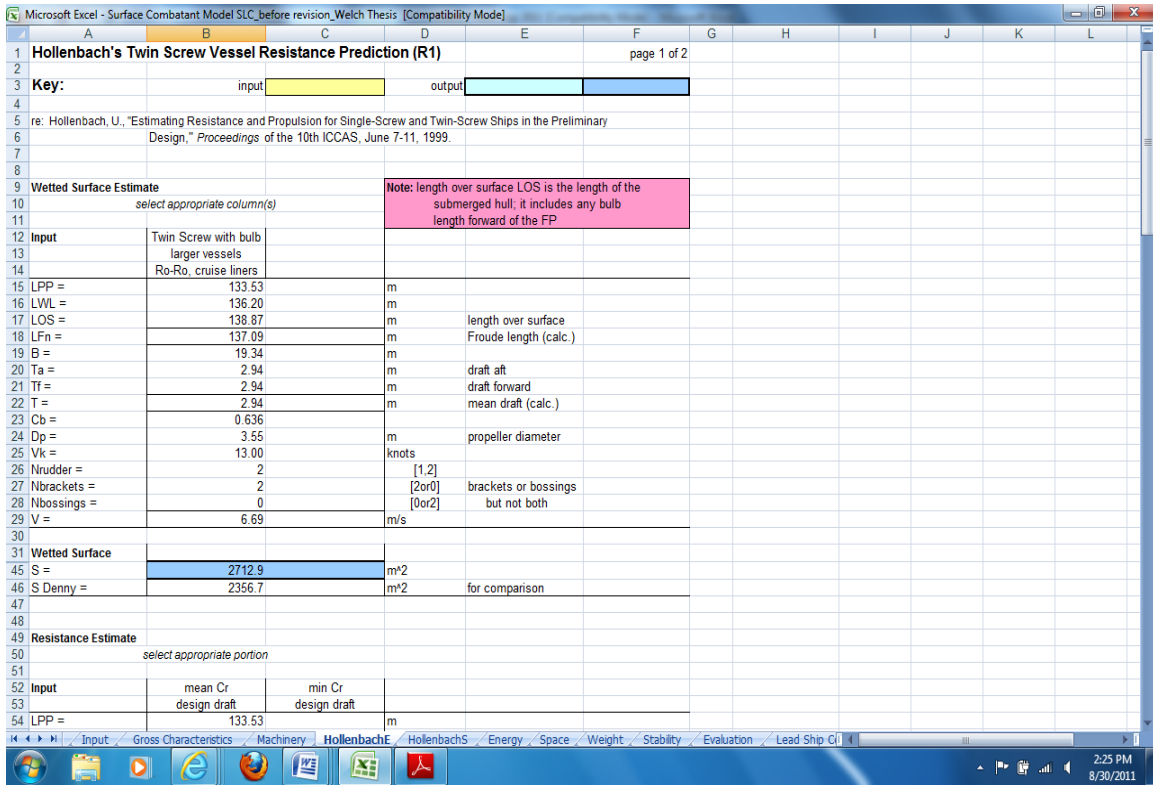 Microsoft Excel - Surface Combatant Model SLC_before revision_Welch Thesis [Compatibility Mode]
A B C D E F G H I J K L
1 Hollenbach's Twin Screw Vessel Resistance Prediction (R1) page 1 of 2
2
3 Key: input output
4
5 re: Hollenbach, U., "Estimating Resistance and Propulsion for Single-Screw and Twin-Screw Ships in the Preliminary
6 Design," Proceedings of the 10th ICCAS, June 7-11, 1999.
7
8
9 Wetted Surface Estimate Note: length over surface LOS is the length of the
10 select appropriate column(s) submerged hull; it includes any bulb
11 length forward of the FP
12 Input Twin Screw with bulb
13 larger vessels
14 Ro-Ro, cruise liners
15 LPP = 133.53 m
16 LWL = 136.20 m
17 LOS = 138.87 m length over surface
18 LFn = 137.09 m Froude length (calc.)
19 B = 19.34 m
20 Ta = 2.94 m draft aft
21 Tf = 2.94 m draft forward
22 T = 2.94 m mean draft (calc.)
23 Cb = 0.636
24 Dp = 3.55 m propeller diameter
25 Vk = 13.00 knots
26 Nrudder = 2 [1,2]
27 Nbrackets = 2 [2or0] brackets or bossings
28 Nbossings = 0 [0or2] but not both
29 V = 6.69 m/s
30
31 Wetted Surface
45 S = 2712.9 m^2
46 S Denny = 2356.7 m^2 for comparison
47
48
49 Resistance Estimate
50 select appropriate portion
51
52 Input mean Cr min Cr
53 design draft design draft
54 LPP = 133.53 m
Input Gross Characteristics Machinery HollenbachE HollenbachS Energy Space Weight Stability Evaluation Lead Ship
2:25 PM
8/30/2011